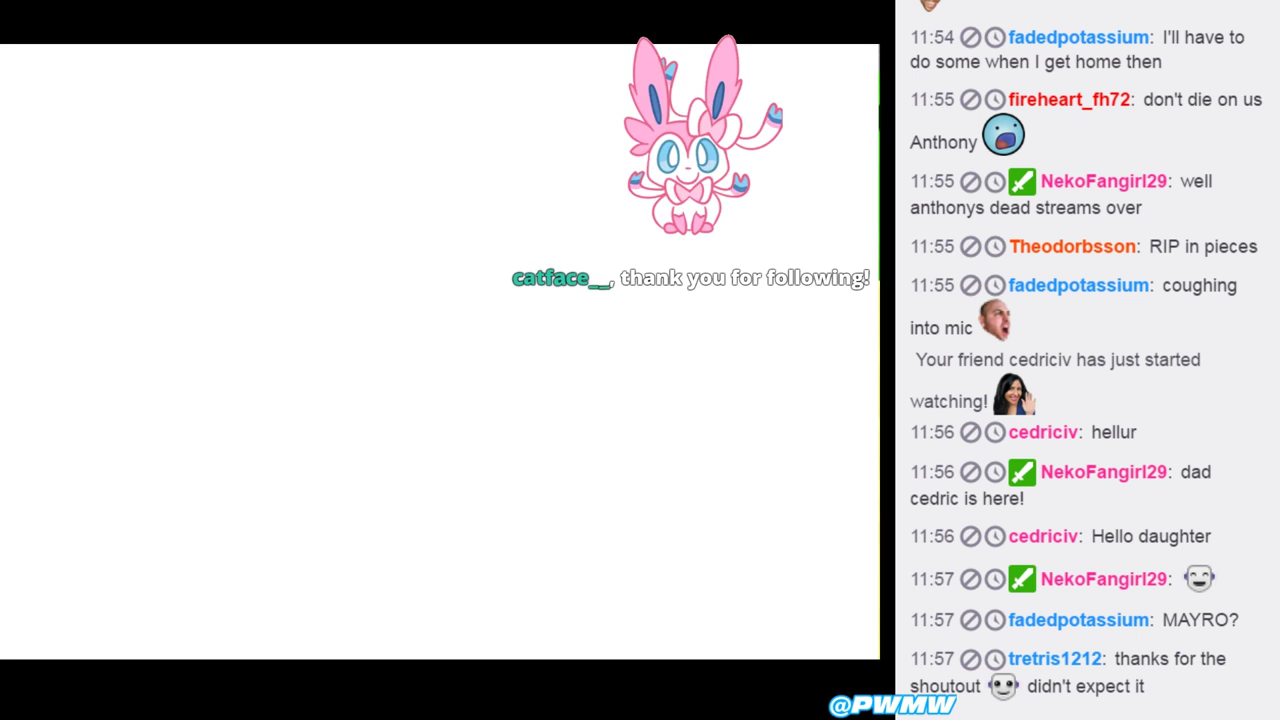 catface__, thank you for following!
11:54 fadedpotassium: I'll have to
do some when I get home then
11:55 fireheart_fh72: don't die on us
Anthony
11:55 NekoFangirl29: well
anthonys dead streams over
11:55 Theodorbsson: RIP in pieces
11:55 fadedpotassium: coughing
into mic
Your friend cedriciv has just started
watching!
11:56 cedriciv: hellur
11:56 NekoFangirl29: dad
cedric is here!
11:56 cedriciv: Hello daughter
11:57 NekoFangirl29:
11:57 fadedpotassium: MAYRO?
11:57 tretris1212: thanks for the
shoutout didn't expect it
@PWMW